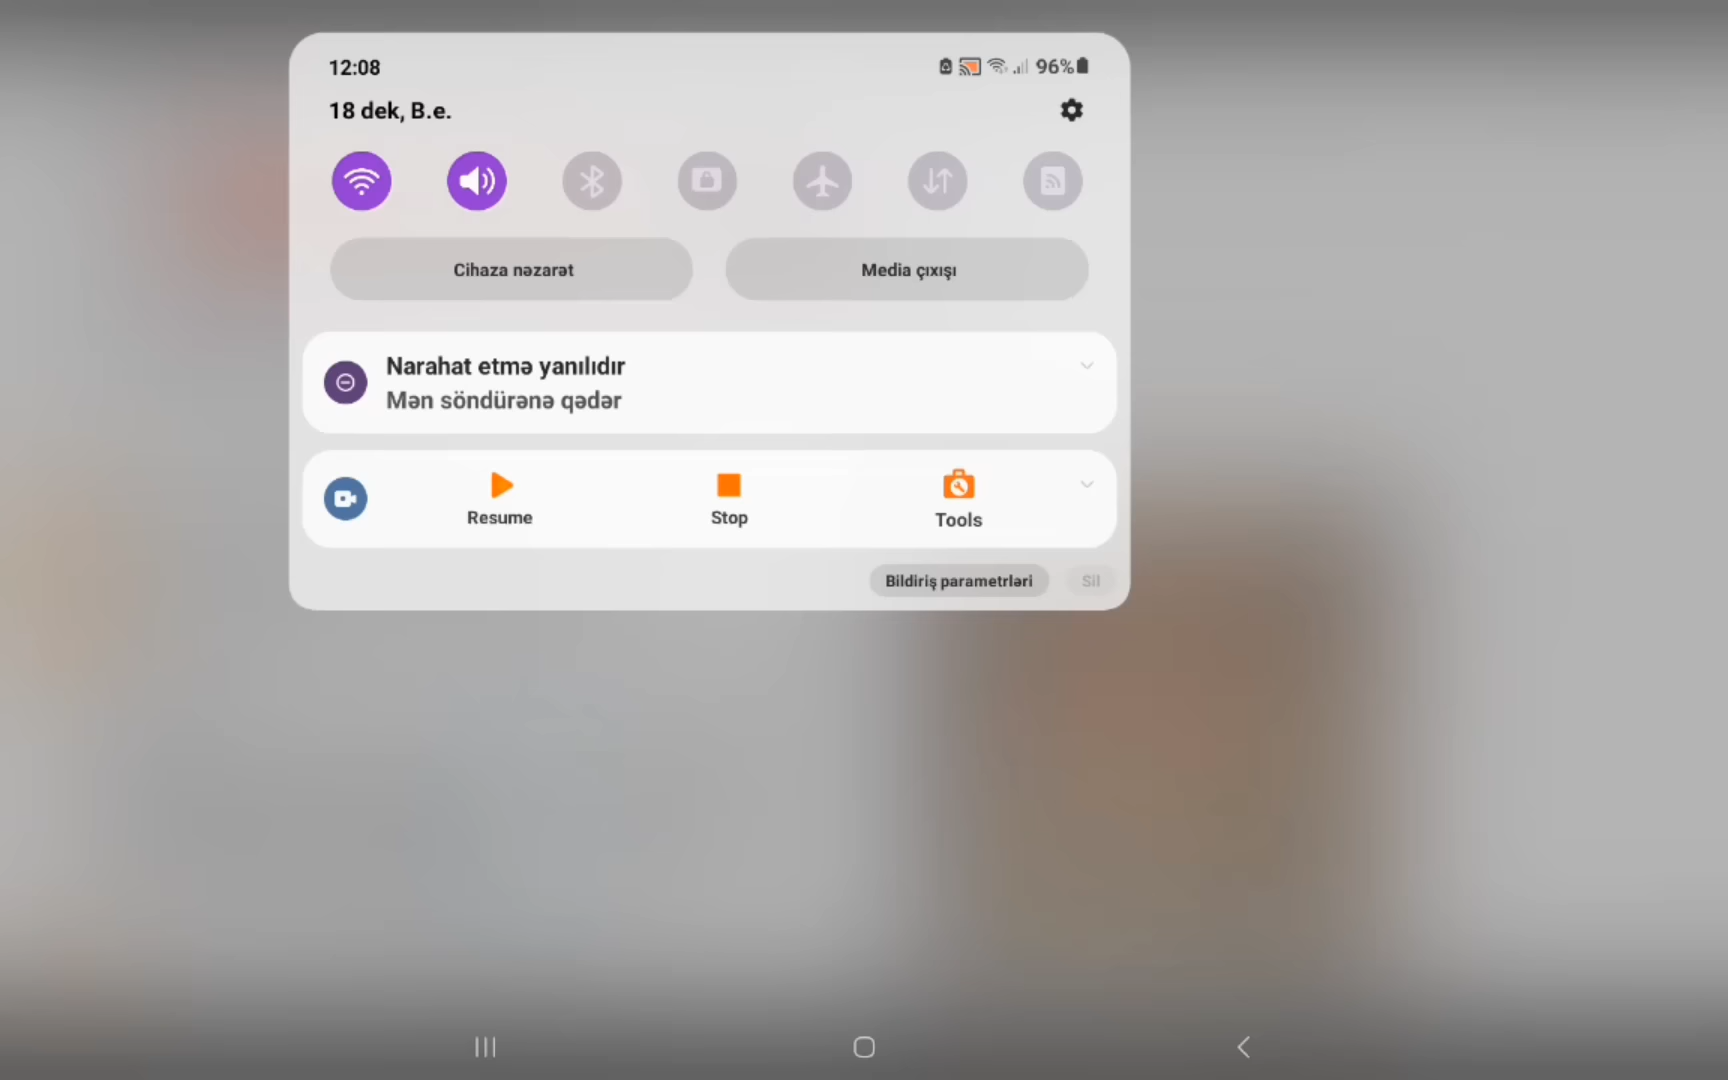 12:08
96%
18 dek, B.e.
Cihaza nəzarət
Media çıxışı
Narahat etmə yanılıdır
Mən söndürənə qədər
Resume
Stop
Tools
Bildiriş parametrləri
Sil